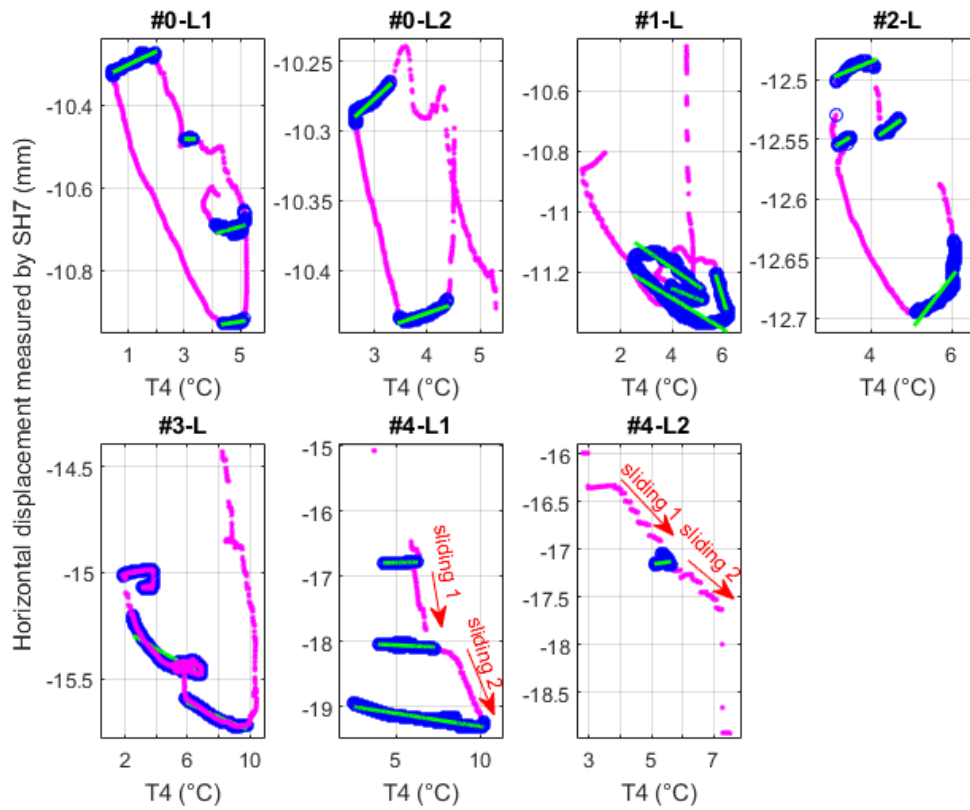 #0-L1 #0-L2 #1-L #2-L
Horizontal displacement measured by SH7 (mm)
-10.4 -10.6 -10.8
1 3 5
T4 (°C)
-10.25 -10.3 -10.35 -10.4
3 4 5
T4 (°C)
-10.6 -10.8 -11 -11.2
2 4 6
T4 (°C)
-12.5 -12.55 -12.6 -12.65 -12.7
4 6
T4 (°C)
#3-L #4-L1 #4-L2
-14.5 -15 -15.5
2 6 10
T4 (°C)
-15 -16 -17 -18 -19
sliding 1
sliding 2
5 10
T4 (°C)
-16 -16.5 -17 -17.5 -18 -18.5
sliding 1
sliding 2
3 5 7
T4 (°C)